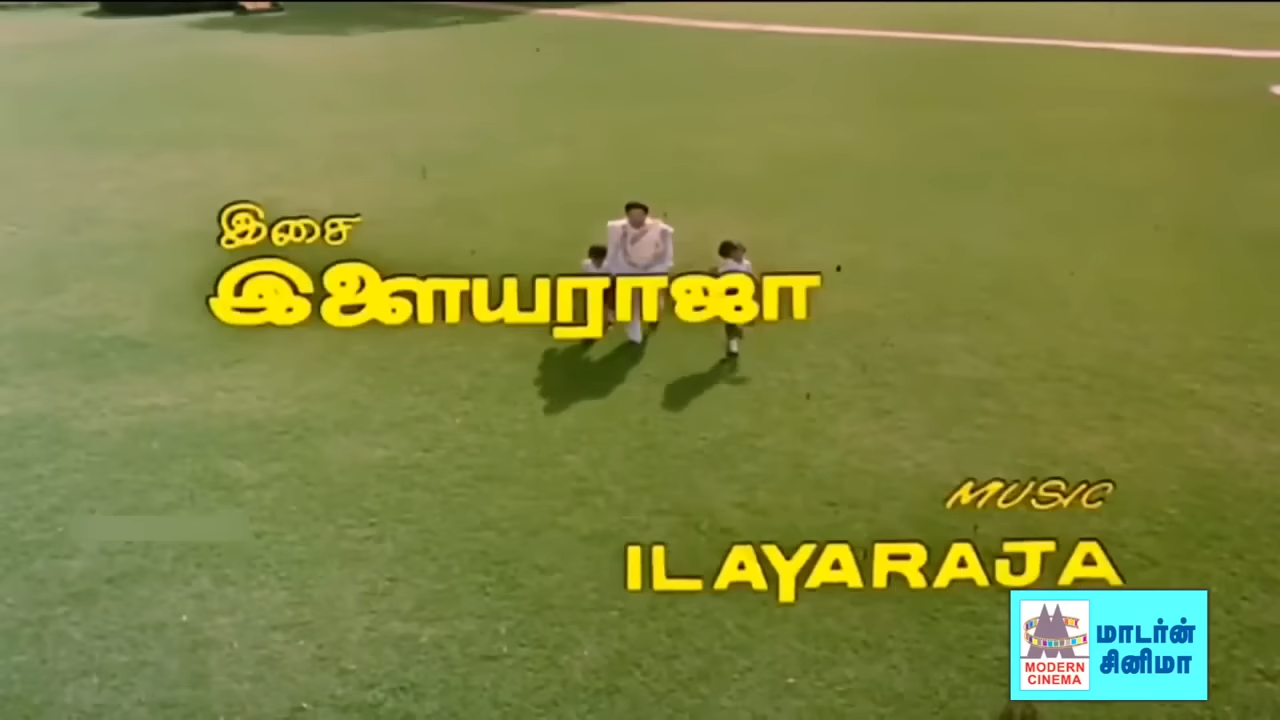 இசை
இளையராஜா
MUSIC
ILAYARAJA
மாடர்ன்
சினிமா
MODERN
CINEMA